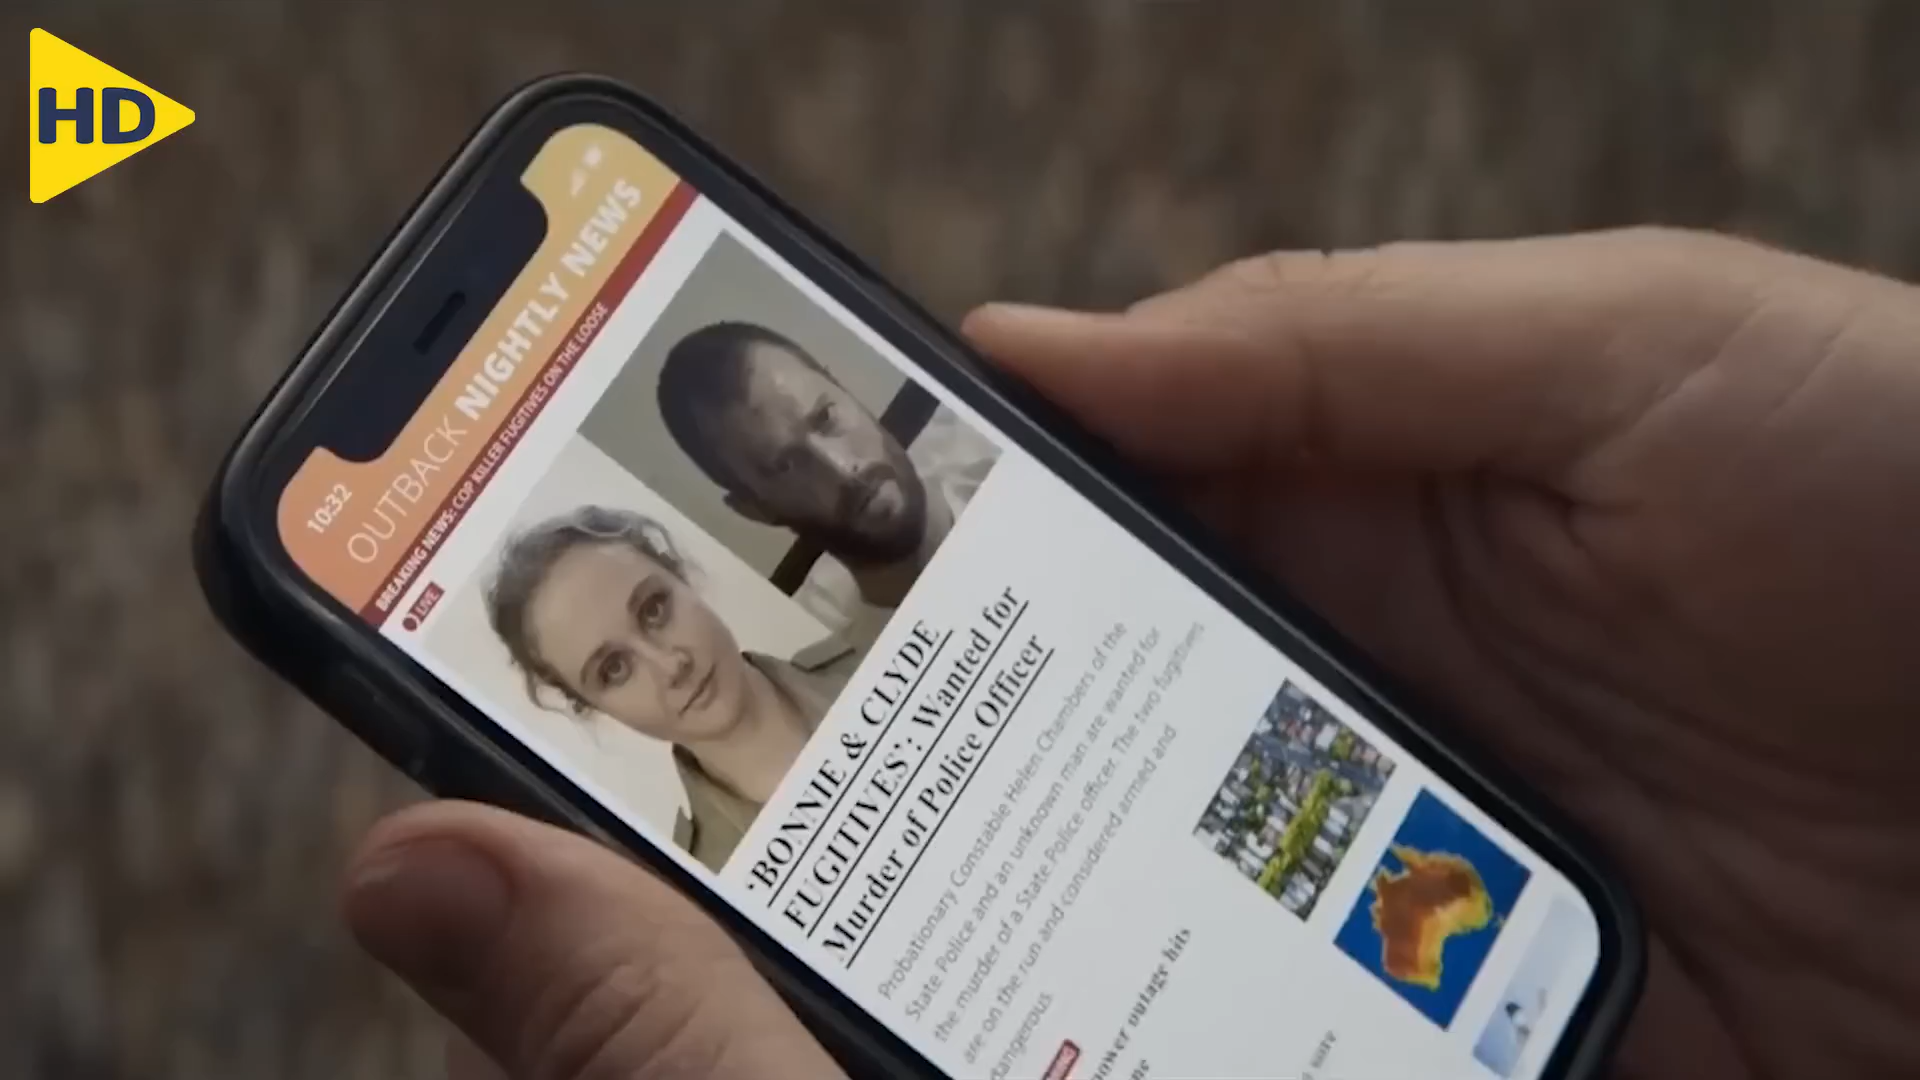 HD
10:32
OUTBACK NIGHTLY NEWS
BREAKING NEWS: COP KILLER FUGITIVES ON THE LOOSE
LIVE
‘BONNIE & CLYDE
FUGITIVES’: Wanted for
Murder of Police Officer
Probationary Constable Helen Chambers of the
State Police and an unknown man are wanted for
the murder of a State Police officer. The two fugitives
are on the run and considered armed and
dangerous.
power outags hits